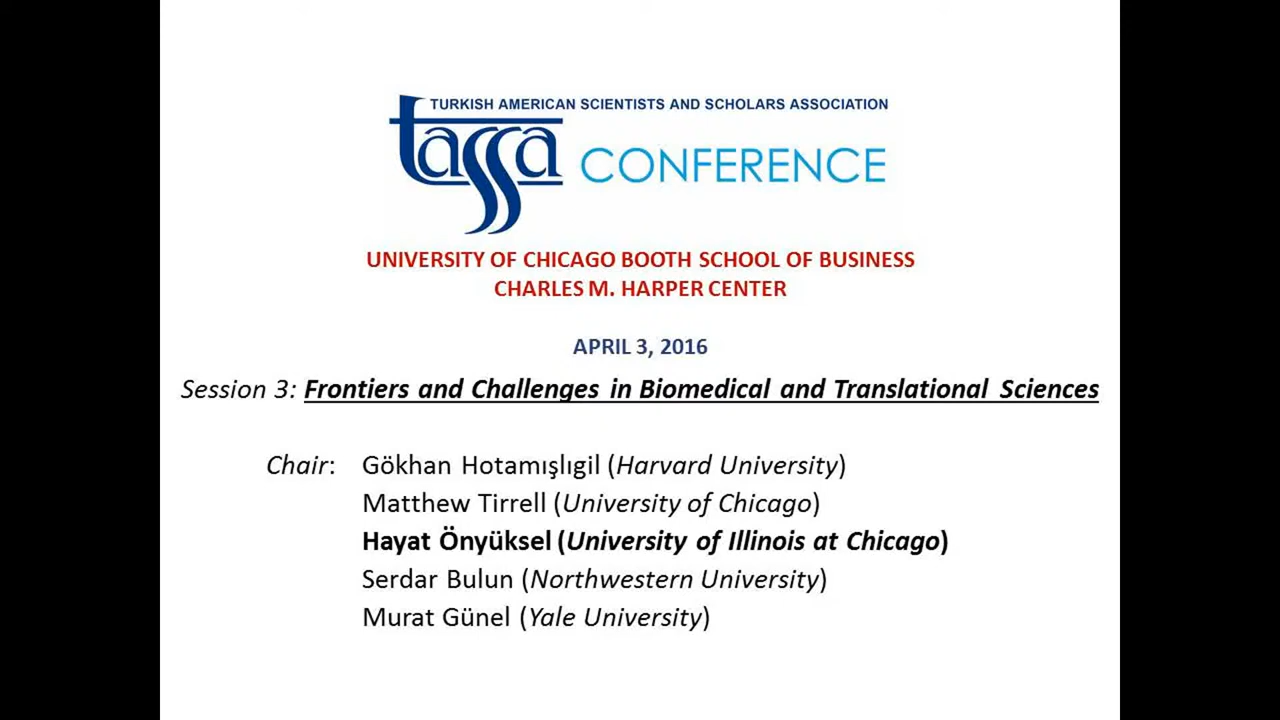 TURKISH AMERICAN SCIENTISTS AND SCHOLARS ASSOCIATION
tassa CONFERENCE
UNIVERSITY OF CHICAGO BOOTH SCHOOL OF BUSINESS
CHARLES M. HARPER CENTER
APRIL 3, 2016
Session 3: Frontiers and Challenges in Biomedical and Translational Sciences
Chair: Gökhan Hotamışlıgil (Harvard University)
Matthew Tirrell (University of Chicago)
Hayat Önyüksel (University of Illinois at Chicago)
Serdar Bulun (Northwestern University)
Murat Günel (Yale University)